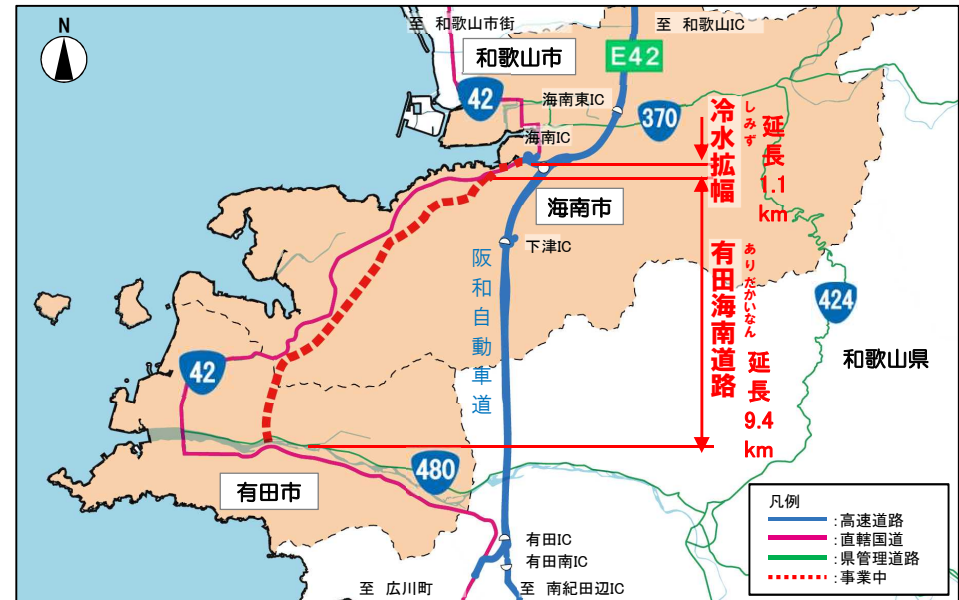 N
至 和歌山市街
至 和歌山IC
和歌山市
E42
42
海南東IC
370
海南IC
しみず
冷水拡幅
延長
1.1
km
海南市
下津IC
阪和自動車道
ありだかいなん
有田海南道路
延長
9.4
km
424
和歌山県
42
480
有田市
有田IC
有田南IC
至 広川町
至 南紀田辺IC
凡例
:高速道路
:直轄国道
:県管理道路
:事業中